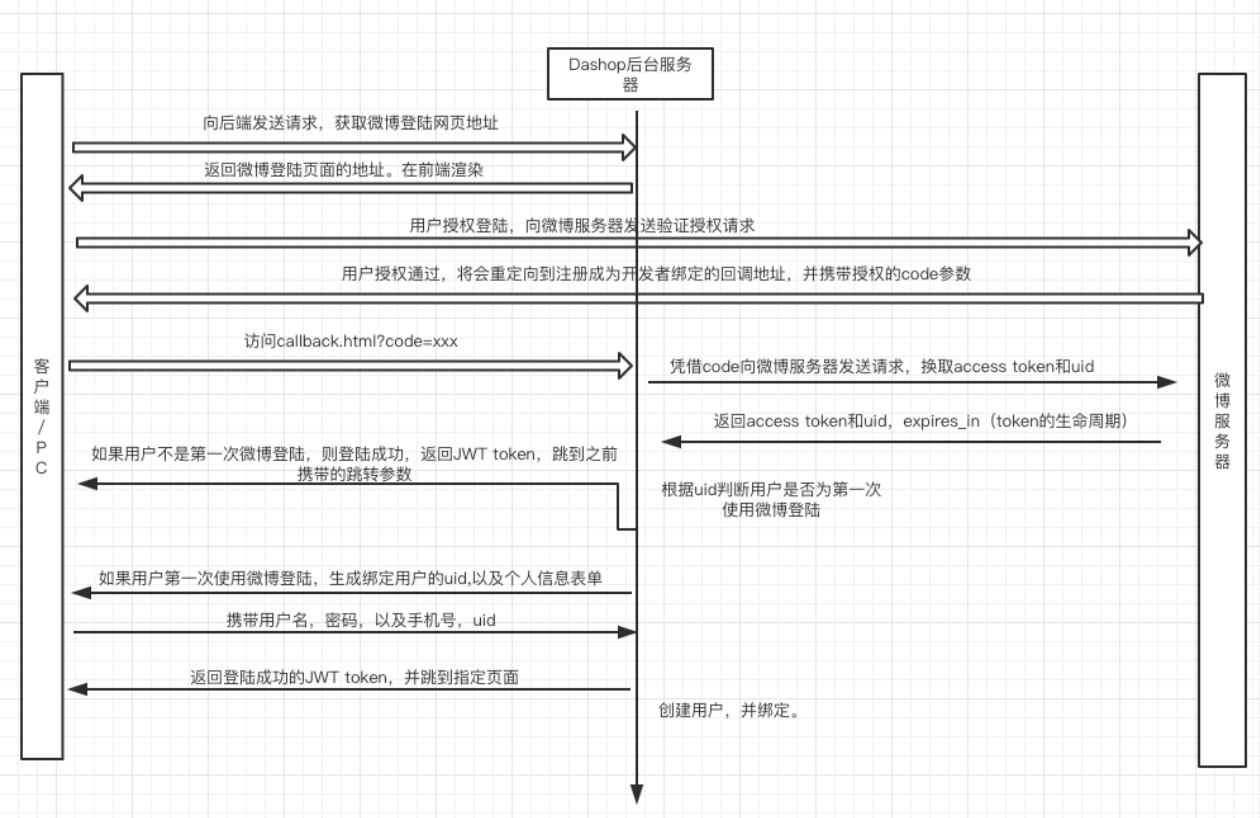 Dashop后台服务
器
向后端发送请求，获取微博登陆网页地址
返回微博登陆页面的地址。在前端渲染
用户授权登陆，向微博服务器发送验证授权请求
用户授权通过，将会重定向到注册成为开发者绑定的回调地址，并携带授权的code参数
访问callback.html?code=xxx
凭借code向微博服务器发送请求，换取access token和uid
返回access token和uid，expires_in（token的生命周期）
如果用户不是第一次微博登陆，则登陆成功，返回JWT token，跳到之前
携带的跳转参数
根据uid判断用户是否为第一次
使用微博登陆
如果用户第一次使用微博登陆，生成绑定用户的uid,以及个人信息表单
携带用户名，密码，以及手机号，uid
返回登陆成功的JWT token，并跳到指定页面
创建用户，并绑定。
客
户
端
/
P
C
微
博
服
务
器